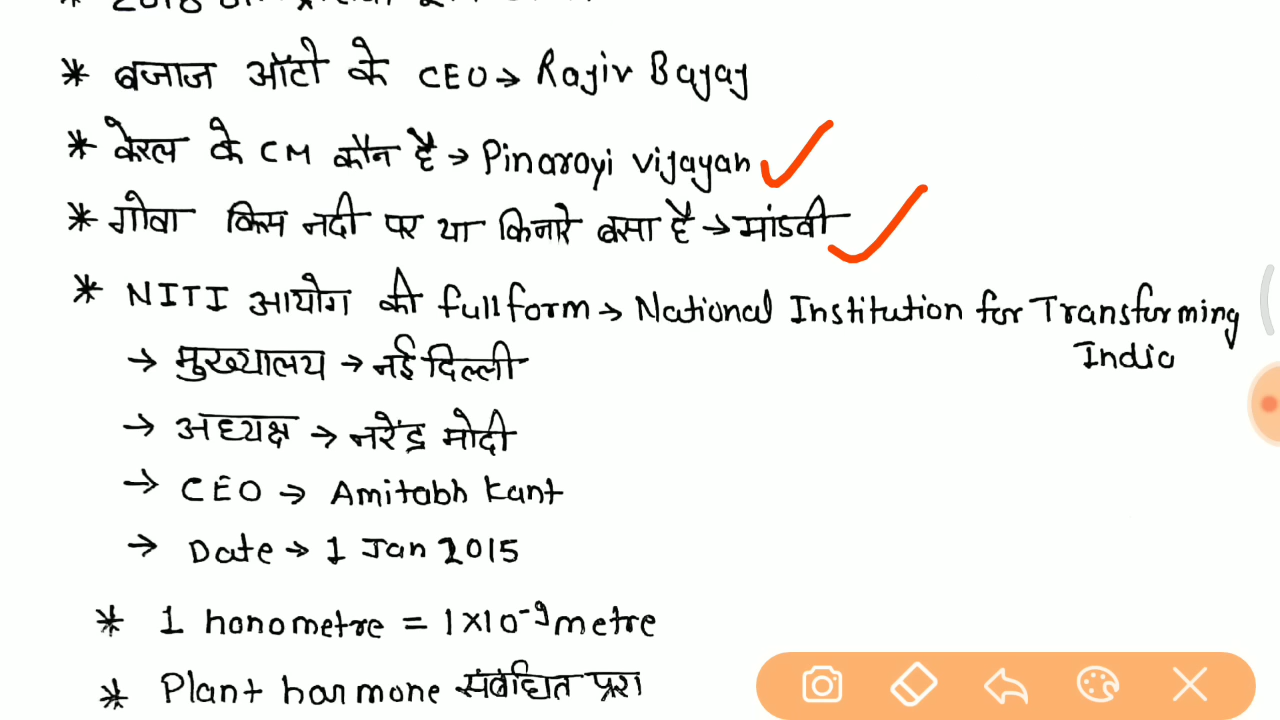 * बजाज ऑटो के CEO → Rajiv Bajaj
* केरल के CM कौन है → Pinarayi vijayan
* गोवा किस नदी पर या किनारे बसा है → मांडवी
* NITI आयोग की fullform → National Institution for Transforming
India
→ मुख्यालय → नई दिल्ली
→ अध्यक्ष → नरेंद्र मोदी
→ CEO → Amitabh Kant
→ Date → 1 Jan 2015
* 1 nanometre = 1×10⁻⁹ metre
* Plant harmone संबंधित